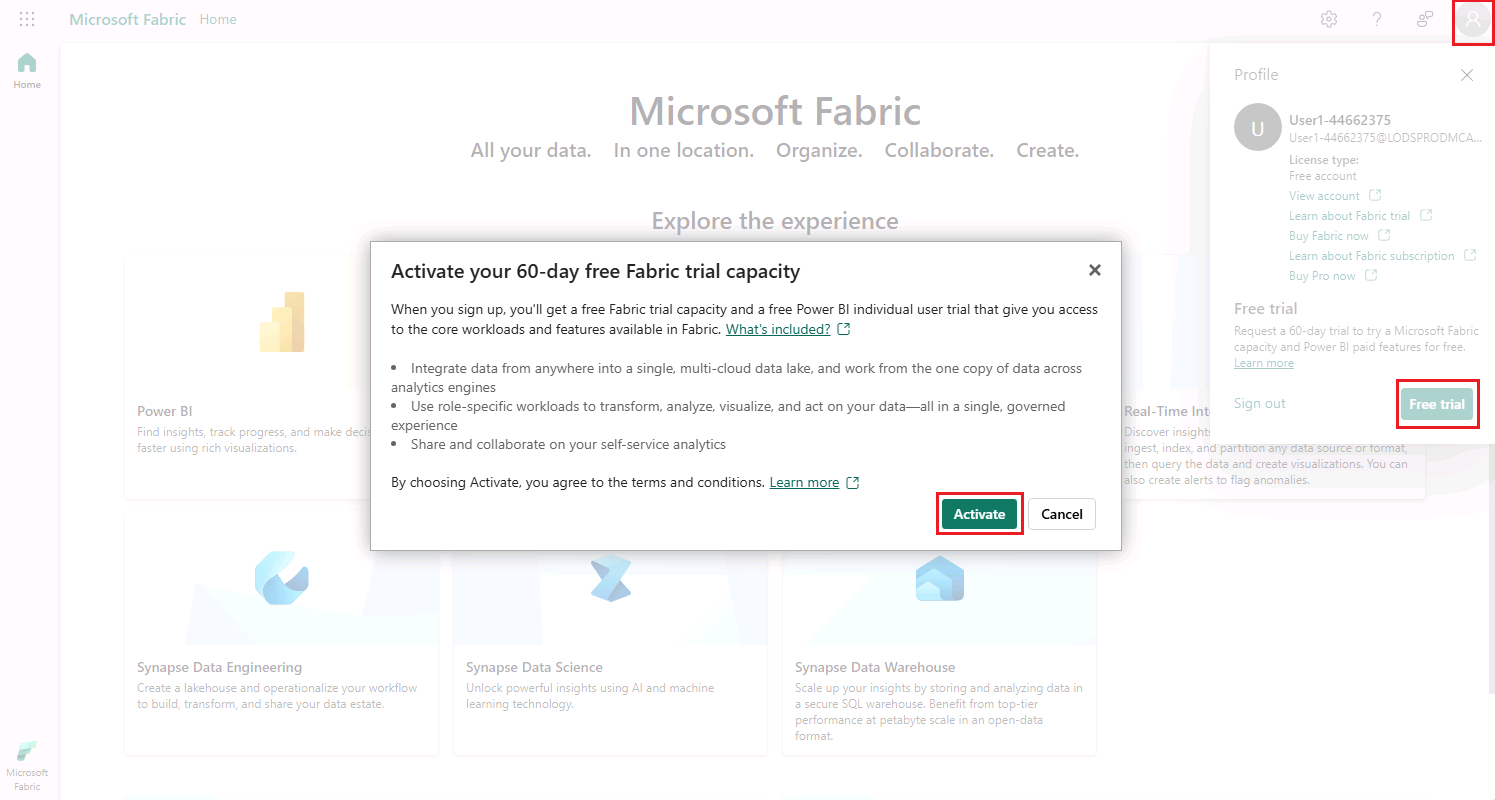 Microsoft Fabric Home
Home
Profile
U
User1-44662375
User1-44662375@LODSPRODMCA...
License type:
Free account
View account
Learn about Fabric trial
Buy Fabric now
Learn about Fabric subscription
Buy Pro now
Free trial
Request a 60-day trial to try a Microsoft Fabric
capacity and Power BI paid features for free.
Learn more
Sign out
Free trial
Microsoft Fabric
All your data. In one location. Organize. Collaborate. Create.
Explore the experience
Activate your 60-day free Fabric trial capacity
When you sign up, you'll get a free Fabric trial capacity and a free Power BI individual user trial that give you access
to the core workloads and features available in Fabric. What's included?
• Integrate data from anywhere into a single, multi-cloud data lake, and work from the one copy of data across
analytics engines
• Use role-specific workloads to transform, analyze, visualize, and act on your data—all in a single, governed
experience
• Share and collaborate on your self-service analytics
By choosing Activate, you agree to the terms and conditions. Learn more
Activate Cancel
Power BI
Find insights, track progress, and make
faster using rich visualizations.
Real-Time
Discover insights
ingest, index, and partition any data source or format,
then query the data and create visualizations. You can
also create alerts to flag anomalies.
Synapse Data Engineering
Create a lakehouse and operationalize your workflow
to build, transform, and share your data estate.
Synapse Data Science
Unlock powerful insights using AI and machine
learning technology.
Synapse Data Warehouse
Scale up your insights by storing and analyzing data in
a secure SQL warehouse. Benefit from top-tier
performance at petabyte scale in an open-data
format.
Microsoft
Fabric